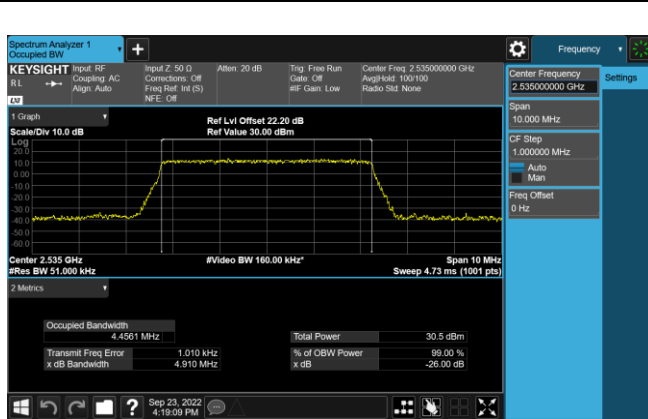 Spectrum Analyzer 1
Occupied BW
Frequency
KEYSIGHT
R L
LXI
Input: RF
Coupling: AC
Align: Auto
Input Z: 50 Ω
Corrections: Off
Freq Ref: Int (S)
NFE: Off
Atten: 20 dB
Trig: Free Run
Gate: Off
#IF Gain: Low
Center Freq: 2.535000000 GHz
Avg|Hold: 100/100
Radio Std: None
Center Frequency
2.535000000 GHz
Settings
Span
10.000 MHz
CF Step
1.000000 MHz
Auto
Man
Freq Offset
0 Hz
1 Graph
Scale/Div 10.0 dB
Ref Lvl Offset 22.20 dB
Ref Value 30.00 dBm
Log
20.0
10.0
0.00
-10.0
-20.0
-30.0
-40.0
-50.0
-60.0
Center 2.535 GHz
#Res BW 51.000 kHz
#Video BW 160.00 kHz*
Span 10 MHz
Sweep 4.73 ms (1001 pts)
2 Metrics
Occupied Bandwidth
4.4561 MHz
Total Power
30.5 dBm
Transmit Freq Error
1.010 kHz
% of OBW Power
99.00 %
x dB Bandwidth
4.910 MHz
x dB
-26.00 dB
?
Sep 23, 2022
4:19:09 PM